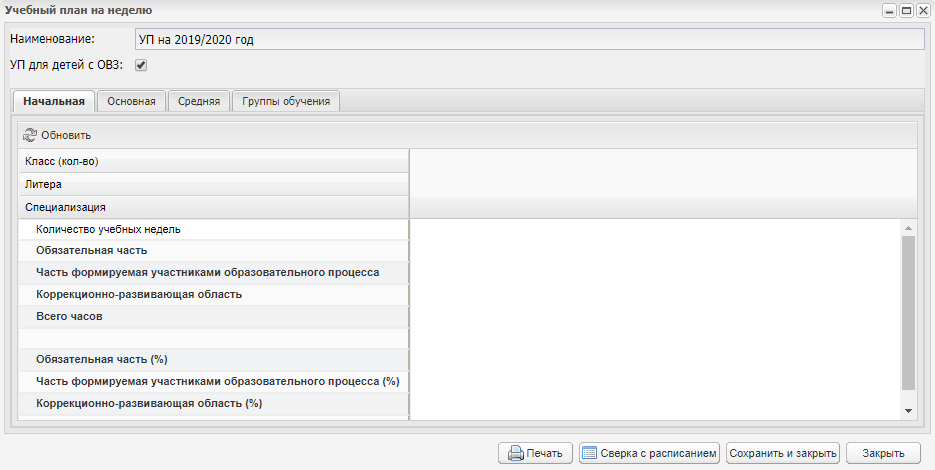 Учебный план на неделю
Наименование: УП на 2019/2020 год
УП для детей с ОВЗ:
Начальная Основная Средняя Группы обучения
Обновить
Класс (кол-во)
Литера
Специализация
Количество учебных недель
Обязательная часть
Часть формируемая участниками образовательного процесса
Коррекционно-развивающая область
Всего часов
Обязательная часть (%)
Часть формируемая участниками образовательного процесса (%)
Коррекционно-развивающая область (%)
Печать Сверка с расписанием Сохранить и закрыть Закрыть